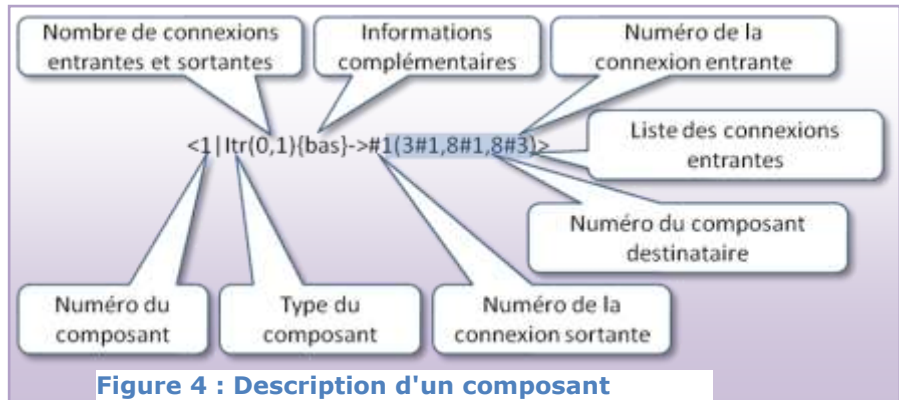 Nombre de connexions
entrantes et sortantes
Informations
complémentaires
Numéro de la
connexion entrante
<1|Itr(0,1){bas}->#1(3#1,8#1,8#3)>
Liste des connexions
entrantes
Numéro du composant
destinataire
Numéro du
composant
Type du
composant
Numéro de la
connexion sortante
Figure 4 : Description d'un composant